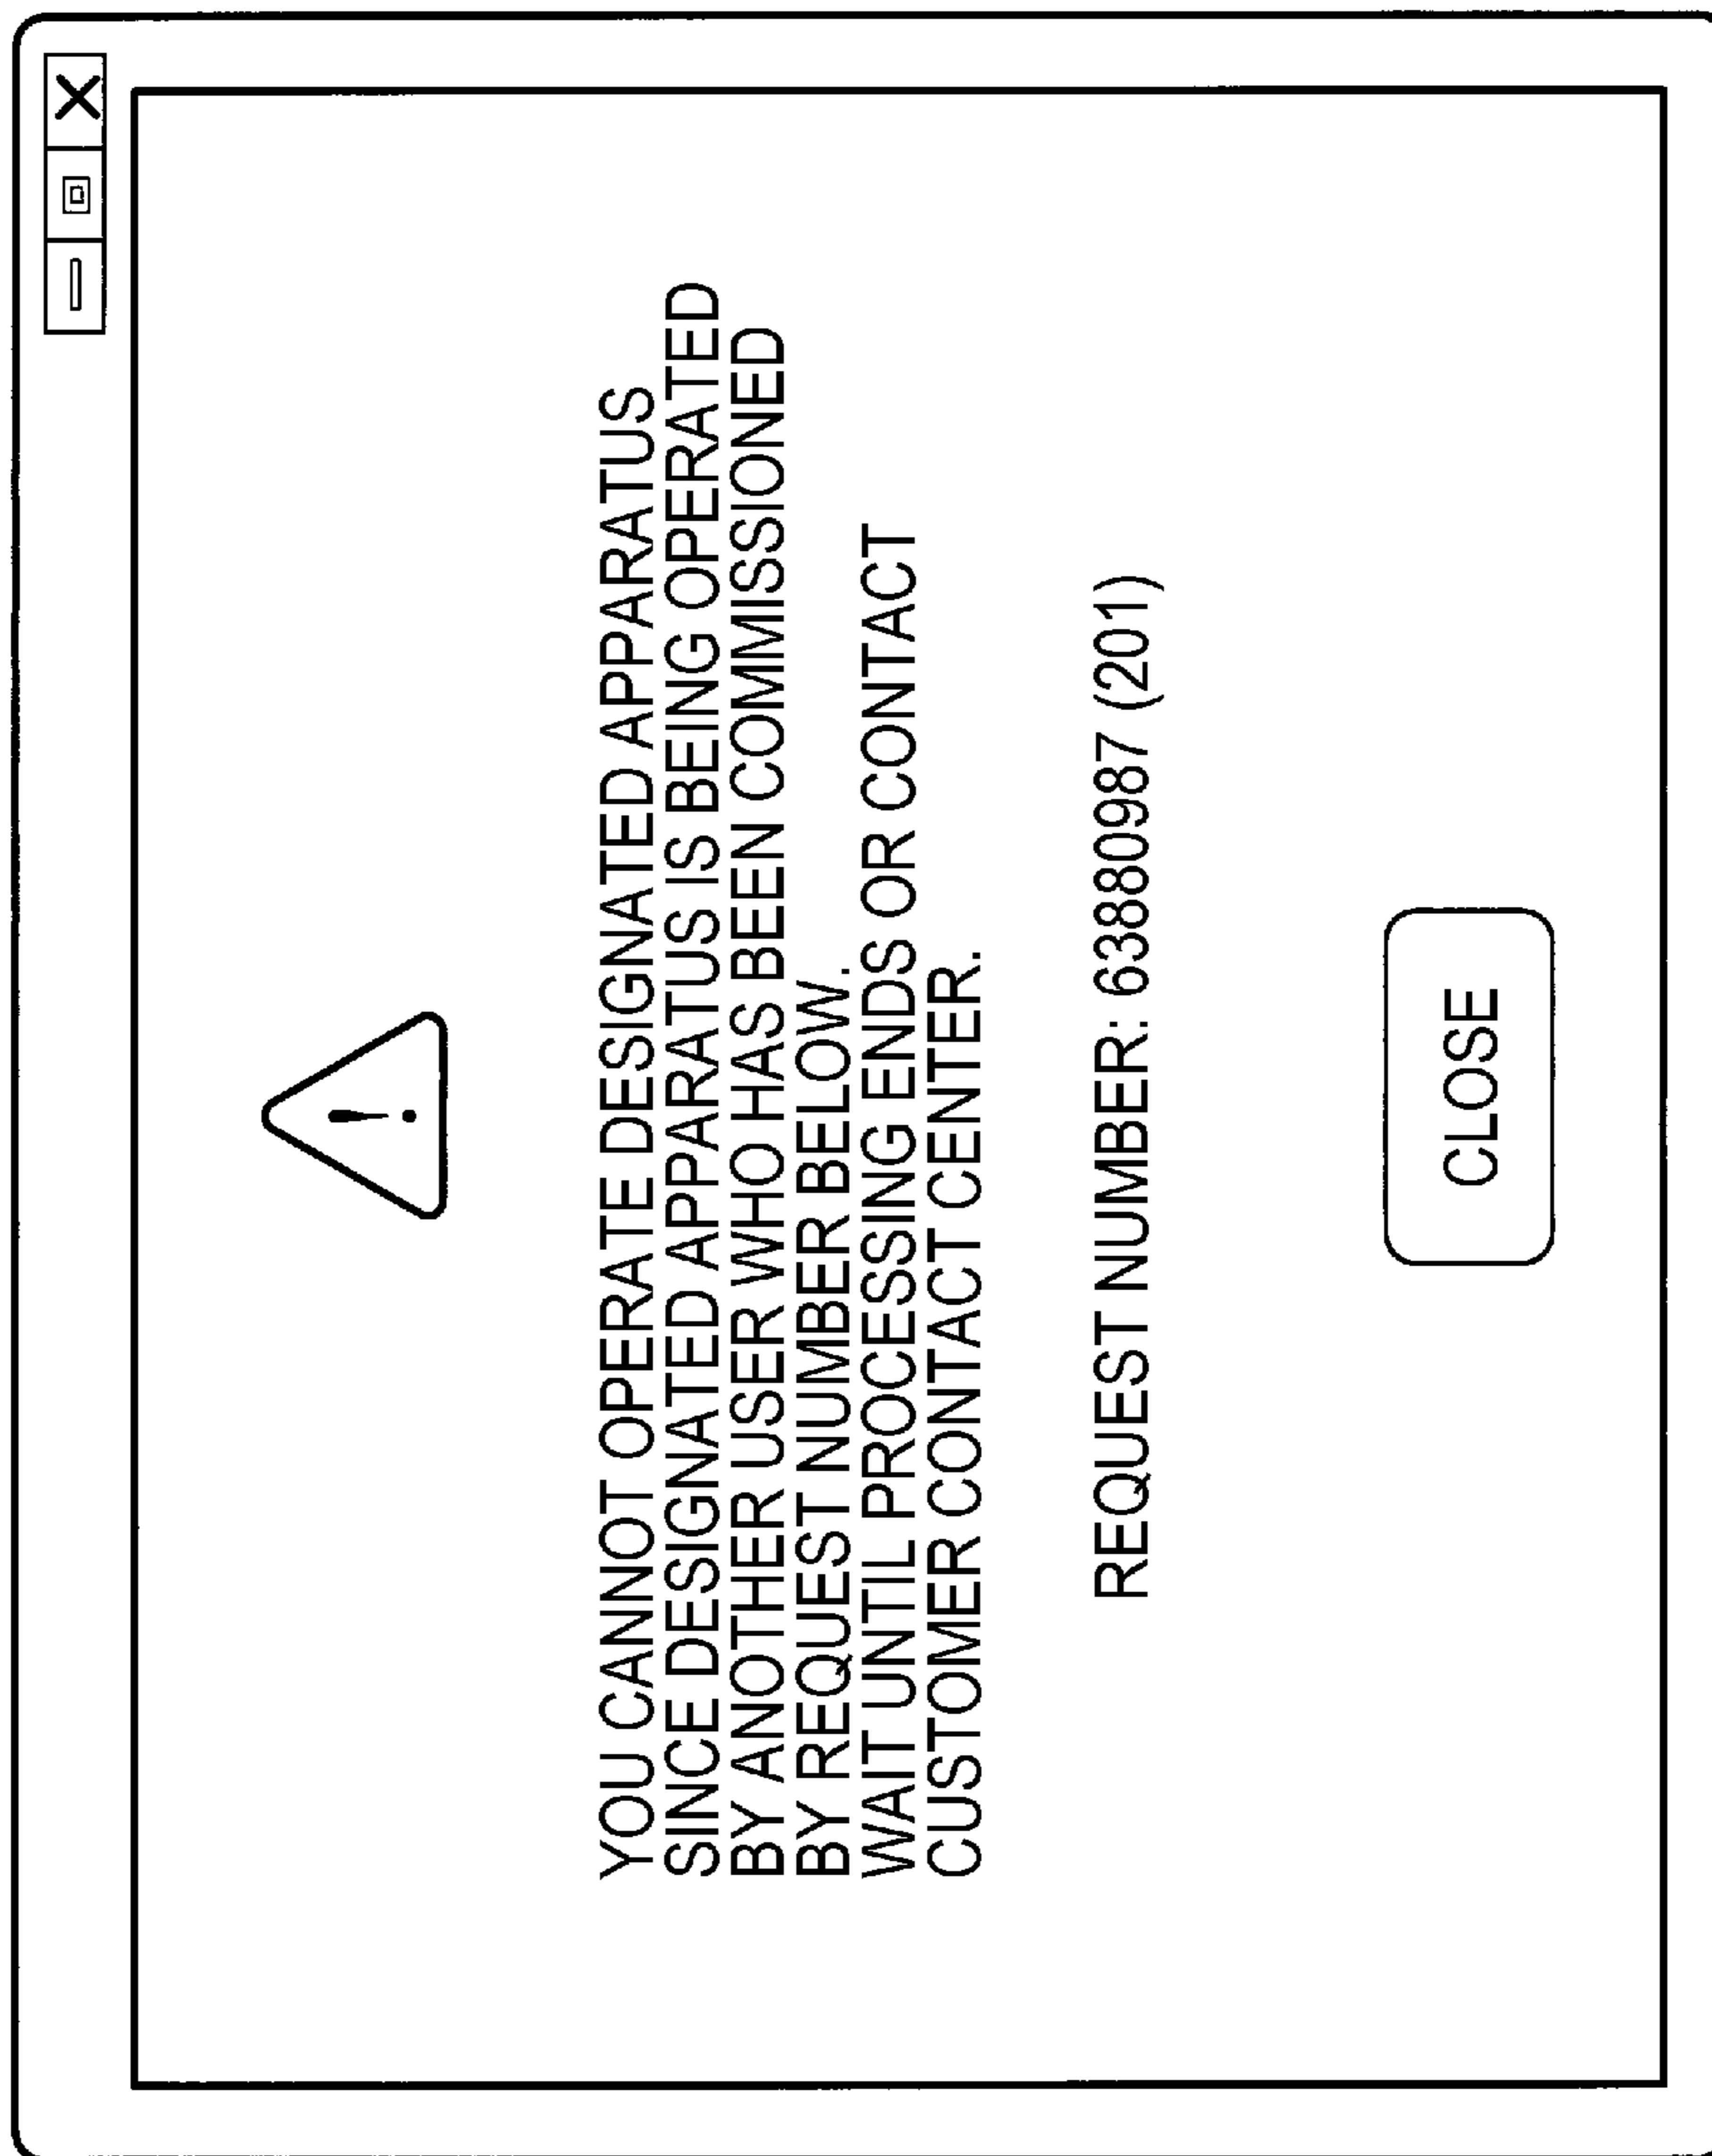 YOU CANNOT OPERATE DESIGNATED APPARATUS
SINCE DESIGNATED APPARATUS IS BEING OPERATED
BY ANOTHER USER WHO HAS BEEN COMMISSIONED
BY REQUEST NUMBER BELOW.
WAIT UNTIL PROCESSING ENDS OR CONTACT
CUSTOMER CONTACT CENTER.
REQUEST NUMBER: 63880987 (201)
CLOSE